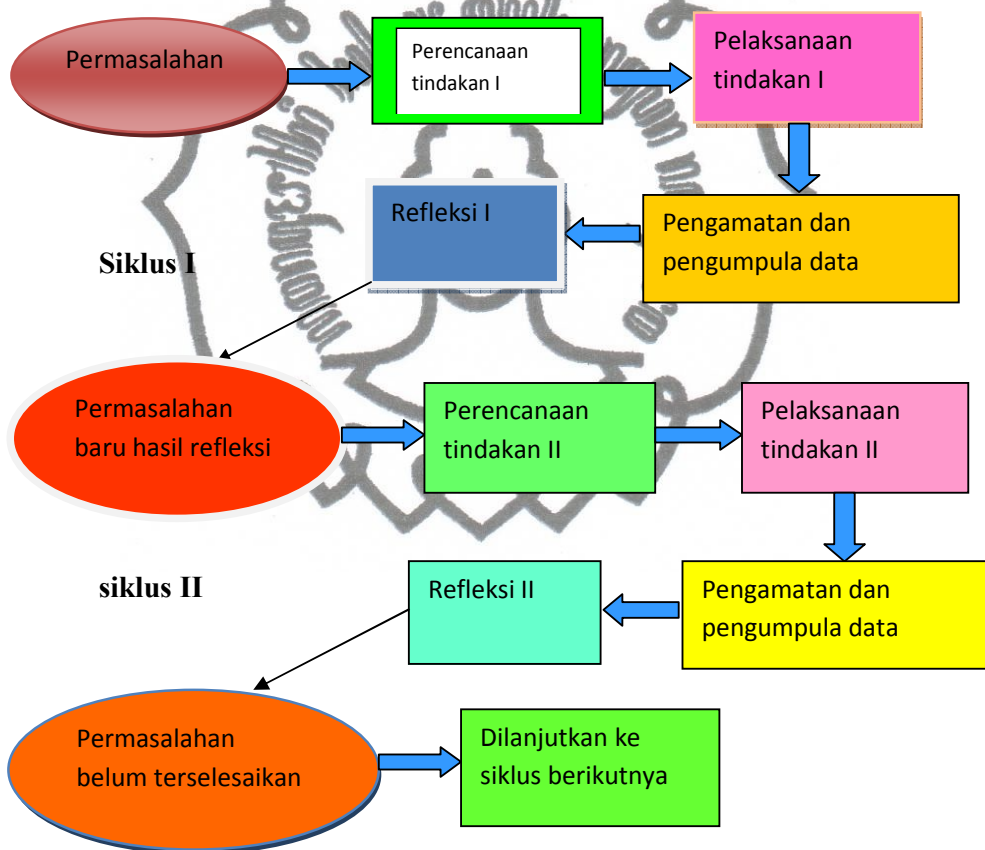 Permasalahan
Perencanaan
tindakan I
Pelaksanaan
tindakan I
Refleksi I
Pengamatan dan
pengumpula data
Siklus I
Permasalahan
baru hasil refleksi
Perencanaan
tindakan II
Pelaksanaan
tindakan II
siklus II
Refleksi II
Pengamatan dan
pengumpula data
Permasalahan
belum terselesaikan
Dilanjutkan ke
siklus berikutnya